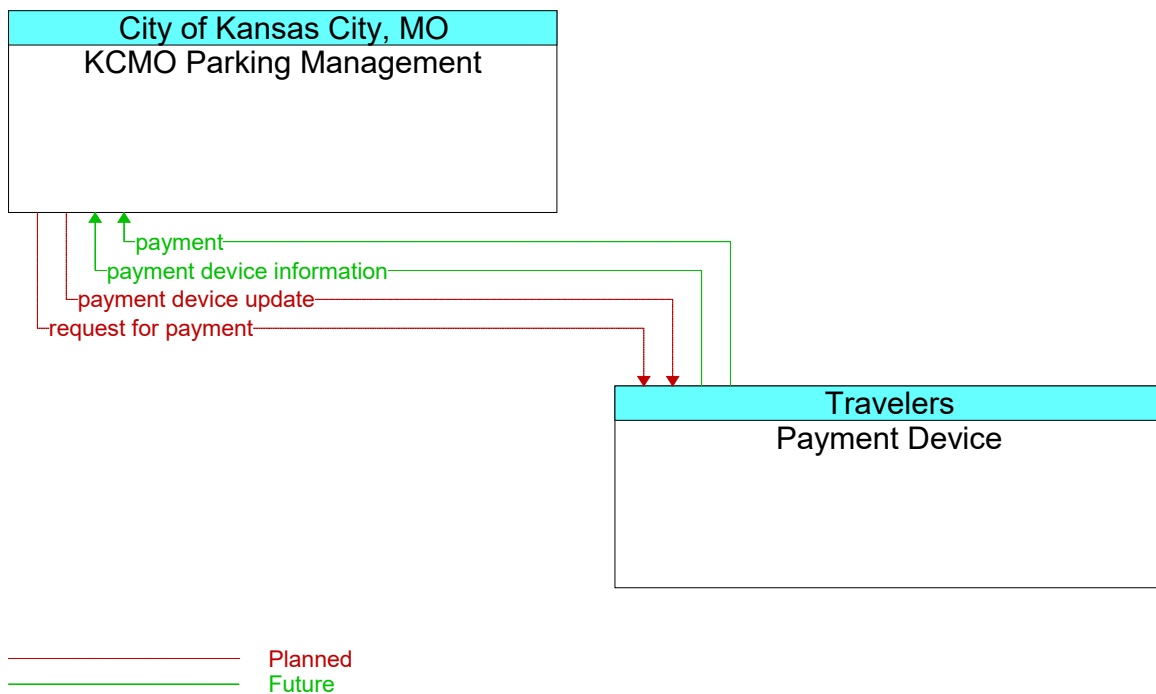 City of Kansas City, MO
KCMO Parking Management
payment
payment device information
payment device update
request for payment
Travelers
Payment Device
Planned
Future